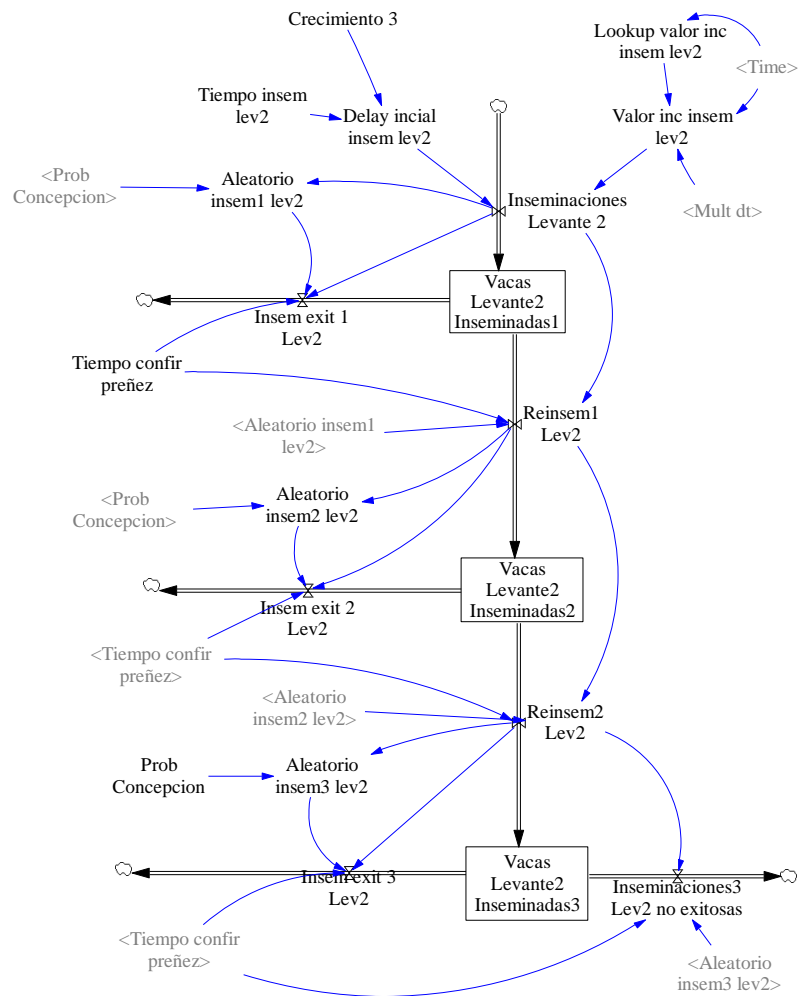 Crecimiento 3
Lookup valor inc
insem lev2
<Time>
Tiempo insem
lev2
Delay incial
insem lev2
Valor inc insem
lev2
<Prob
Concepcion>
Aleatorio
insem1 lev2
Inseminaciones
Levante 2
<Mult dt>
Vacas
Levante2
Inseminadas1
Insem exit 1
Lev2
Tiempo confir
preñez
Reinsem1
Lev2
<Aleatorio insem1
lev2>
<Prob
Concepcion>
Aleatorio
insem2 lev2
Vacas
Levante2
Inseminadas2
Insem exit 2
Lev2
<Tiempo confir
preñez>
<Aleatorio
insem2 lev2>
Reinsem2
Lev2
Prob
Concepcion
Aleatorio
insem3 lev2
Vacas
Levante2
Inseminadas3
Insem exit 3
Lev2
Inseminaciones3
Lev2 no exitosas
<Tiempo confir
preñez>
<Aleatorio
insem3 lev2>